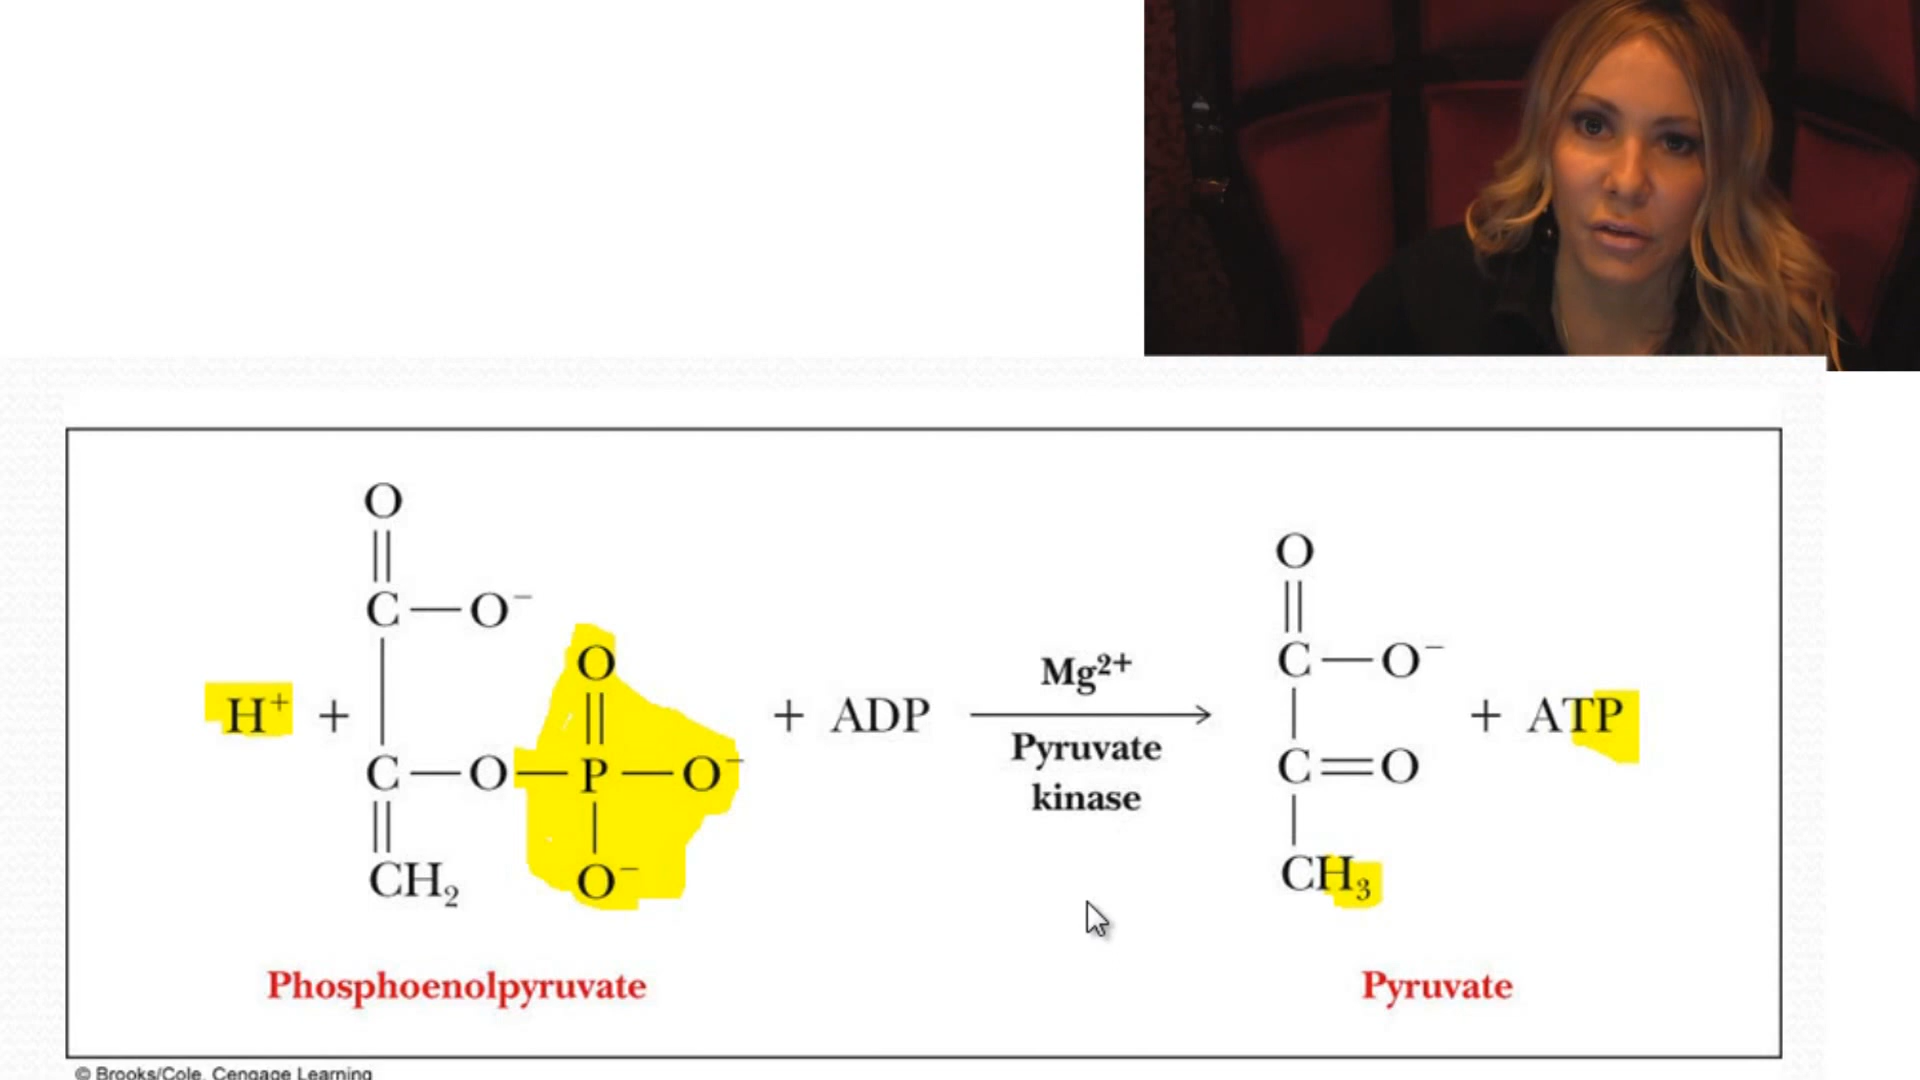 O
||
C—O⁻
O
||
H⁺ +
C—O—P—O⁻
||
|
CH₂
O⁻
+ ADP
Mg²⁺
Pyruvate
kinase
O
||
C—O⁻
|
C=O
|
CH₃
+ ATP
Phosphoenolpyruvate
Pyruvate
© Brooks/Cole, Cengage Learning